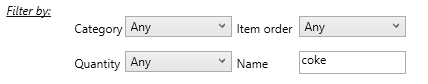 Filter by:
Category Any Item order Any
Quantity Any Name coke